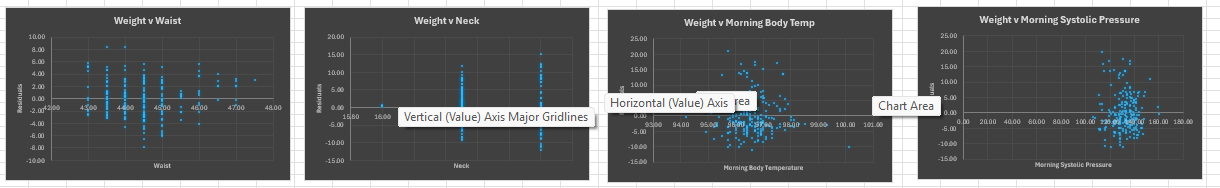 Weight v Waist
10.00
8.00
6.00
4.00
2.00
0.00
-2.00
-4.00
-6.00
-8.00
-10.00
42.00 43.00 44.00 45.00 46.00 47.00 48.00
Residuals
Waist
Weight v Neck
20.00
15.00
10.00
5.00
0.00
-5.00
-10.00
-15.00
15.80 16.00
Residuals
Neck
Vertical (Value) Axis Major Gridlines
Weight v Morning Body Temp
25.00
20.00
15.00
10.00
5.00
0.00
-5.00
-10.00
-15.00
93.00 94.00 95.00 96.00 97.00 98.00 99.00 100.00 101.00
Horizontal (Value) Axis
Morning Body Temperature
Weight v Morning Systolic Pressure
25.00
20.00
15.00
10.00
5.00
0.00
-5.00
-10.00
-15.00
0.00 20.00 40.00 60.00 80.00 100.00 120.00 140.00 160.00 180.00
Chart Area
Morning Systolic Pressure